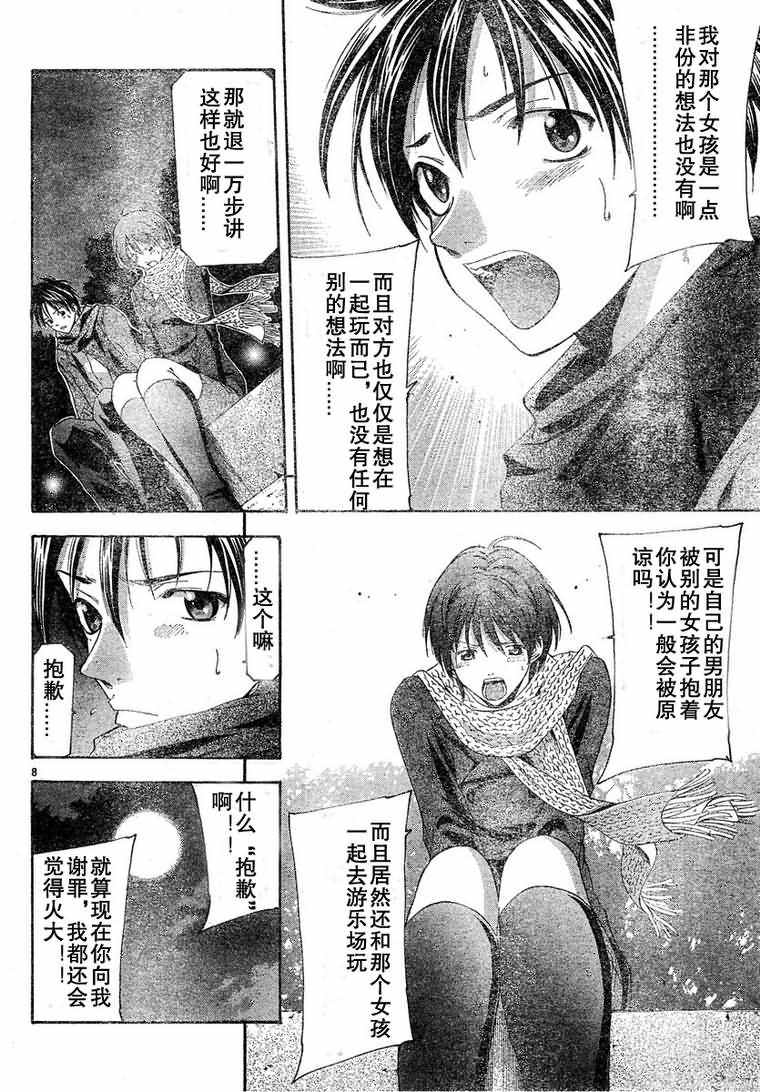 我对那个女孩是一点
非份的想法也没有啊
………
而且对方也仅仅是想在
一起玩而已，也没有任何
别的想法啊
………
那就退一万步讲
这样也好啊
………
可是自己的男朋友
被别的女孩子抱着
你认为一般会被原
谅吗！！
而且居然还和那个女孩
一起去游乐场玩
………这个嘛
抱歉………
8
什么“抱歉”
啊！！
就算现在你向我
谢罪，我都还会
觉得火大！！